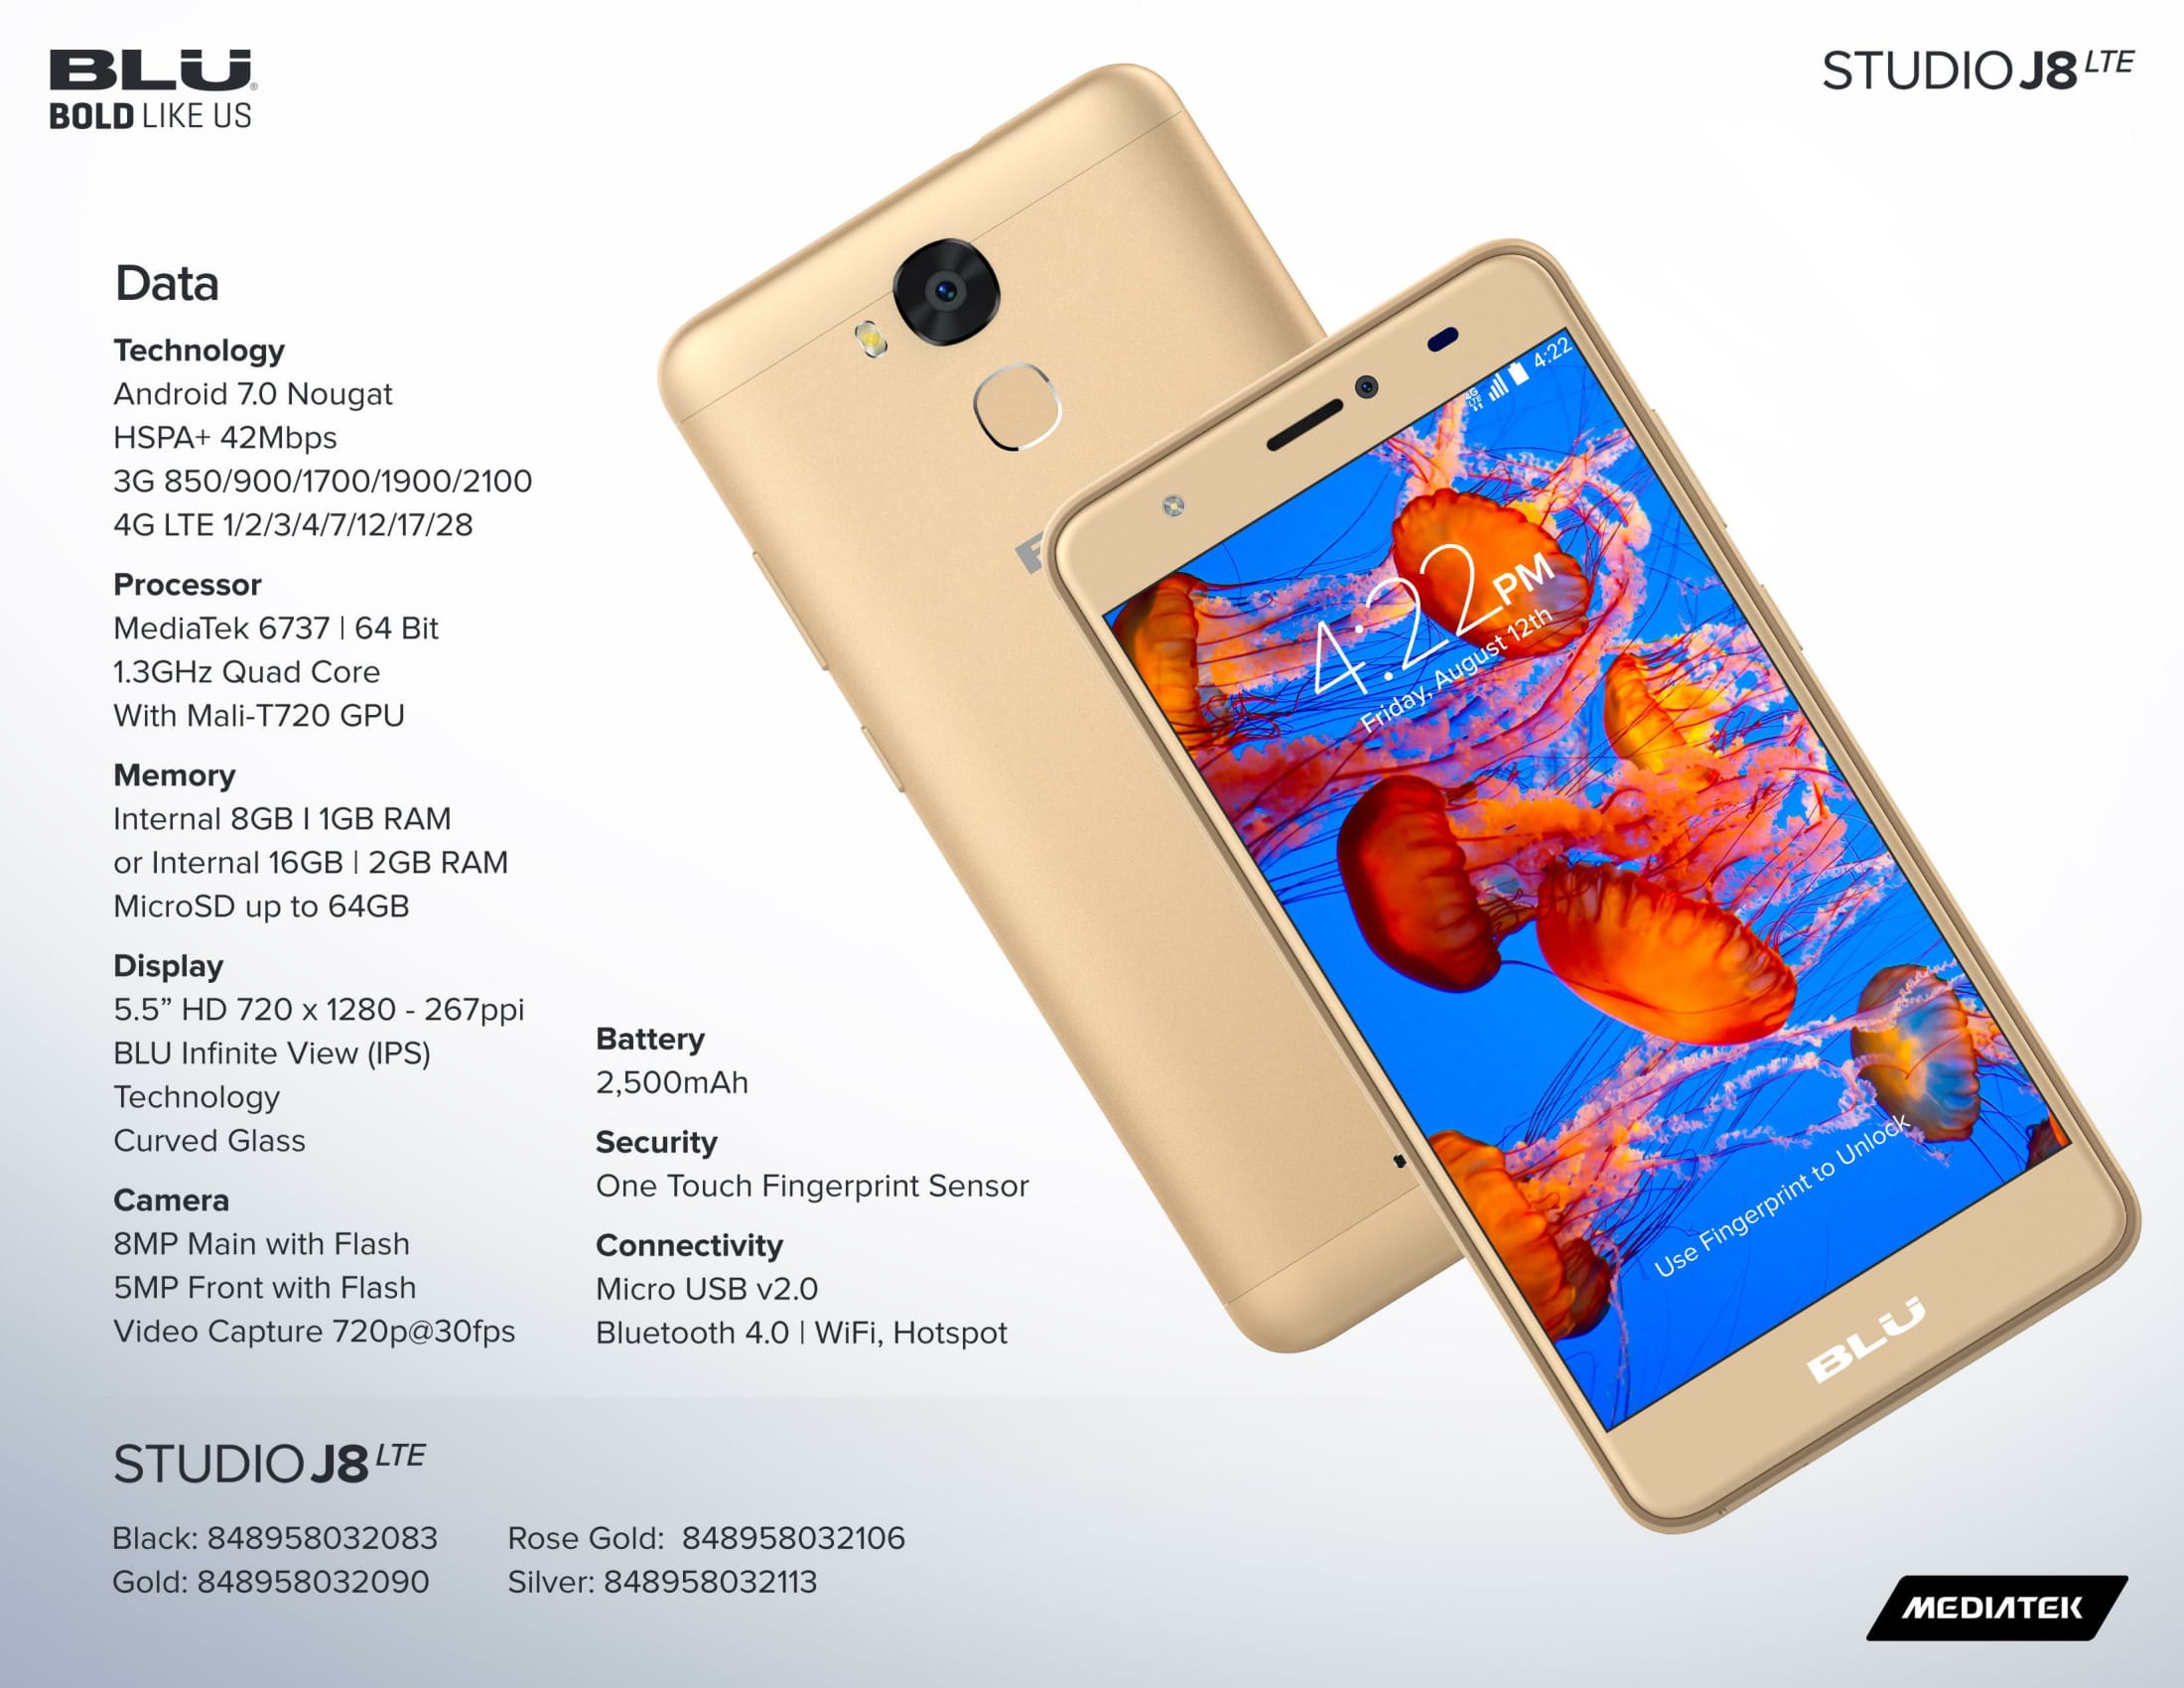 BLU
BOLD LIKE US
STUDIO J8 LTE
Data
Technology
Android 7.0 Nougat
HSPA+ 42Mbps
3G 850/900/1700/1900/2100
4G LTE 1/2/3/4/7/12/17/28
Processor
MediaTek 6737 | 64 Bit
1.3GHz Quad Core
With Mali-T720 GPU
Memory
Internal 8GB I 1GB RAM
or Internal 16GB | 2GB RAM
MicroSD up to 64GB
Display
5.5” HD 720 x 1280 - 267ppi
BLU Infinite View (IPS)
Technology
Curved Glass
Camera
8MP Main with Flash
5MP Front with Flash
Video Capture 720p@30fps
Battery
2,500mAh
Security
One Touch Fingerprint Sensor
Connectivity
Micro USB v2.0
Bluetooth 4.0 | WiFi, Hotspot
4G LTE 4:22
4:22PM
Friday, August 12th
Use Fingerprint to Unlock
BLU
STUDIO J8 LTE
Black: 848958032083
Gold: 848958032090
Rose Gold: 848958032106
Silver: 848958032113
MEDIATEK